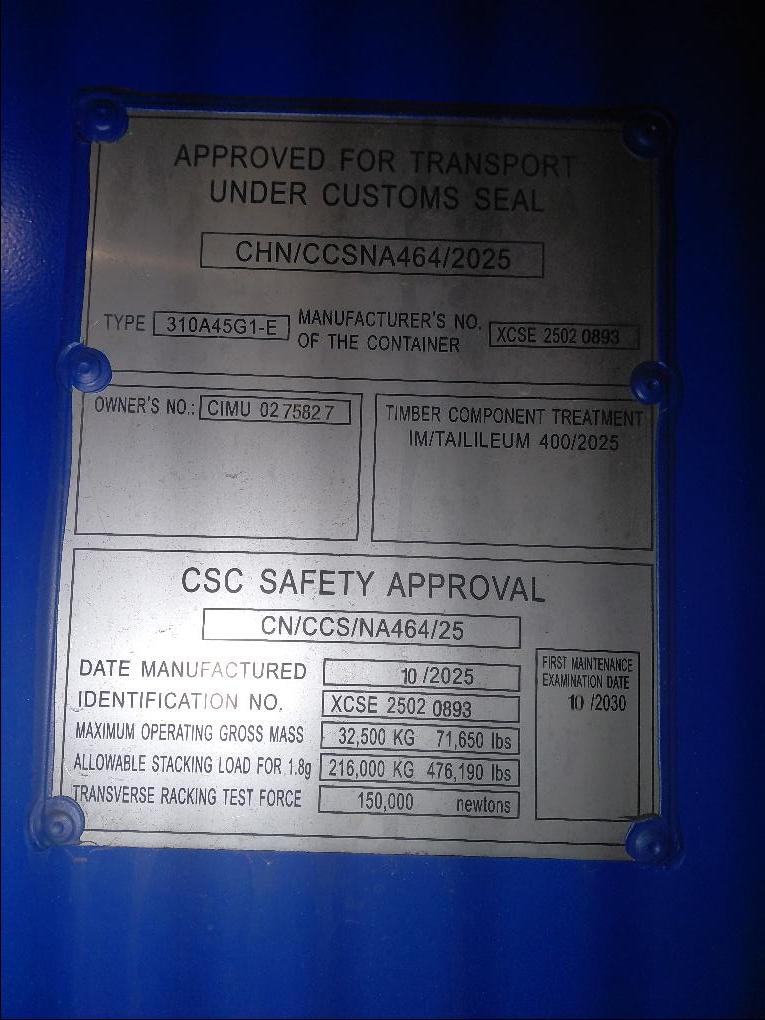 APPROVED FOR TRANSPORT
UNDER CUSTOMS SEAL
CHN/CCSNA464/2025
TYPE 310A45G1-E MANUFACTURER'S NO. OF THE CONTAINER XCSE 2502 0893
OWNER'S NO.: CIMU 0275827
TIMBER COMPONENT TREATMENT
IM/TAILILEUM 400/2025
CSC SAFETY APPROVAL
CN/CCS/NA464/25
DATE MANUFACTURED 10/2025
IDENTIFICATION NO. XCSE 2502 0893
MAXIMUM OPERATING GROSS MASS 32,500 KG 71,650 lbs
ALLOWABLE STACKING LOAD FOR 1.8g 216,000 KG 476,190 lbs
TRANSVERSE RACKING TEST FORCE 150,000 newtons
FIRST MAINTENANCE
EXAMINATION DATE
10 /2030